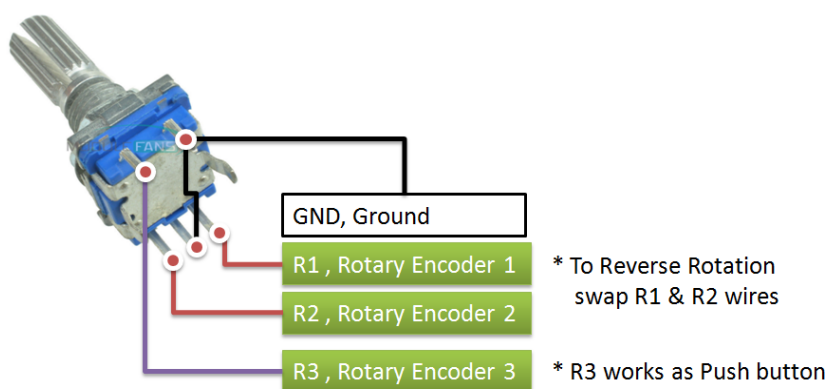 FANS
GND, Ground
R1 , Rotary Encoder 1
* To Reverse Rotation
swap R1 & R2 wires
R2 , Rotary Encoder 2
R3 , Rotary Encoder 3
* R3 works as Push button